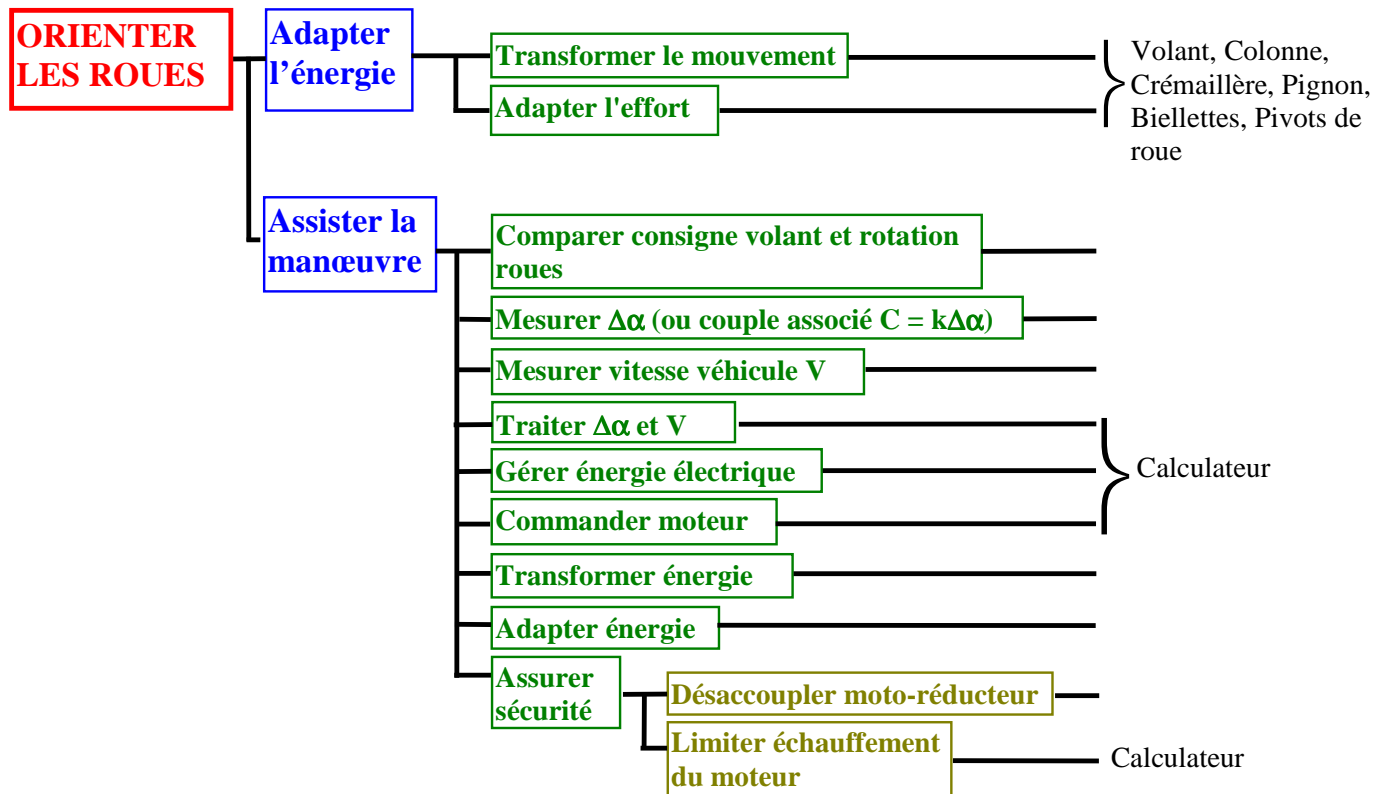 ORIENTER
LES ROUES
Adapter
l’énergie
Transformer le mouvement
Adapter l'effort
Volant, Colonne,
Crémaillère, Pignon,
Biellettes, Pivots de
roue
Assister la
manœuvre
Comparer consigne volant et rotation
roues
Mesurer Δα (ou couple associé C = kΔα)
Mesurer vitesse véhicule V
Traiter Δα et V
Gérer énergie électrique
Commander moteur
Calculateur
Transformer énergie
Adapter énergie
Assurer
sécurité
Désaccoupler moto-réducteur
Limiter échauffement
du moteur
Calculateur